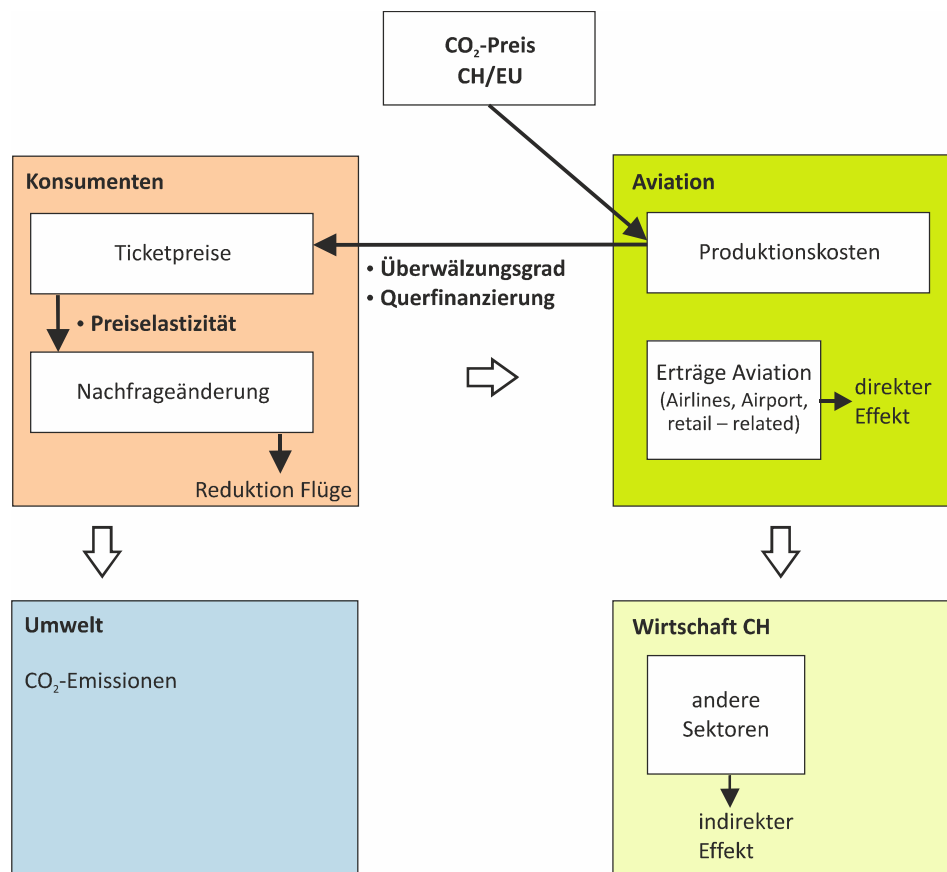 CO₂-Preis
CH/EU
Konsumenten
Ticketpreise
• Preiselastizität
Nachfrageänderung
Reduktion Flüge
• Überwälzungsgrad
• Querfinanzierung
Aviation
Produktionskosten
Erträge Aviation
(Airlines, Airport,
retail – related)
direkter
Effekt
Umwelt
CO₂-Emissionen
Wirtschaft CH
andere
Sektoren
indirekter
Effekt